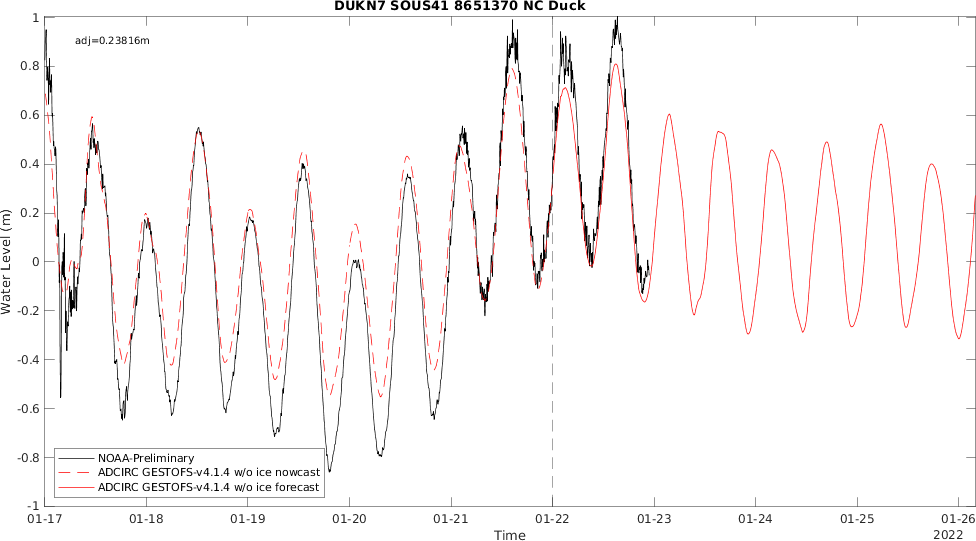 DUKN7 SOUS41 8651370 NC Duck
adj=0.23816m
1
0.8
0.6
0.4
0.2
0
-0.2
-0.4
-0.6
-0.8
-1
Water Level (m)
NOAA-Preliminary
ADCIRC GESTOFS-v4.1.4 w/o ice nowcast
ADCIRC GESTOFS-v4.1.4 w/o ice forecast
01-17 01-18 01-19 01-20 01-21 01-22 01-23 01-24 01-25 01-26
Time
2022